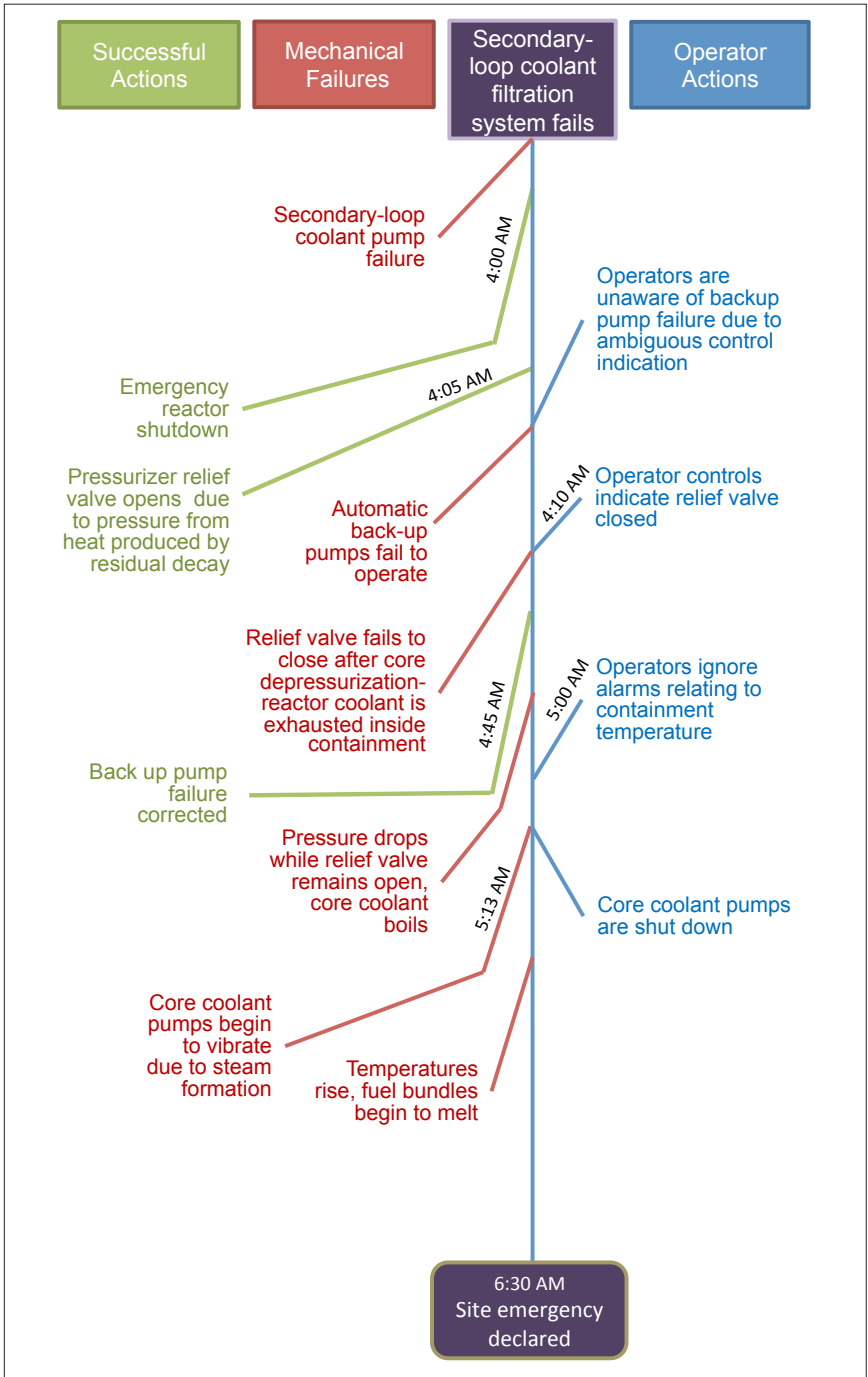 Successful
Actions
Mechanical
Failures
Secondary-
loop coolant
filtration
system fails
Operator
Actions
Secondary-loop
coolant pump
failure
4:00 AM
Operators are
unaware of backup
pump failure due to
ambiguous control
indication
Emergency
reactor
shutdown
4:05 AM
Pressurizer relief
valve opens due
to pressure from
heat produced by
residual decay
Automatic
back-up
pumps fail to
operate
4:10 AM
Operator controls
indicate relief valve
closed
Relief valve fails to
close after core
depressurization-
reactor coolant is
exhausted inside
containment
4:45 AM
5:00 AM
Operators ignore
alarms relating to
containment
temperature
Back up pump
failure
corrected
Pressure drops
while relief valve
remains open,
core coolant
boils
5:13 AM
Core coolant pumps
are shut down
Core coolant
pumps begin
to vibrate
due to steam
formation
Temperatures
rise, fuel bundles
begin to melt
6:30 AM
Site emergency
declared